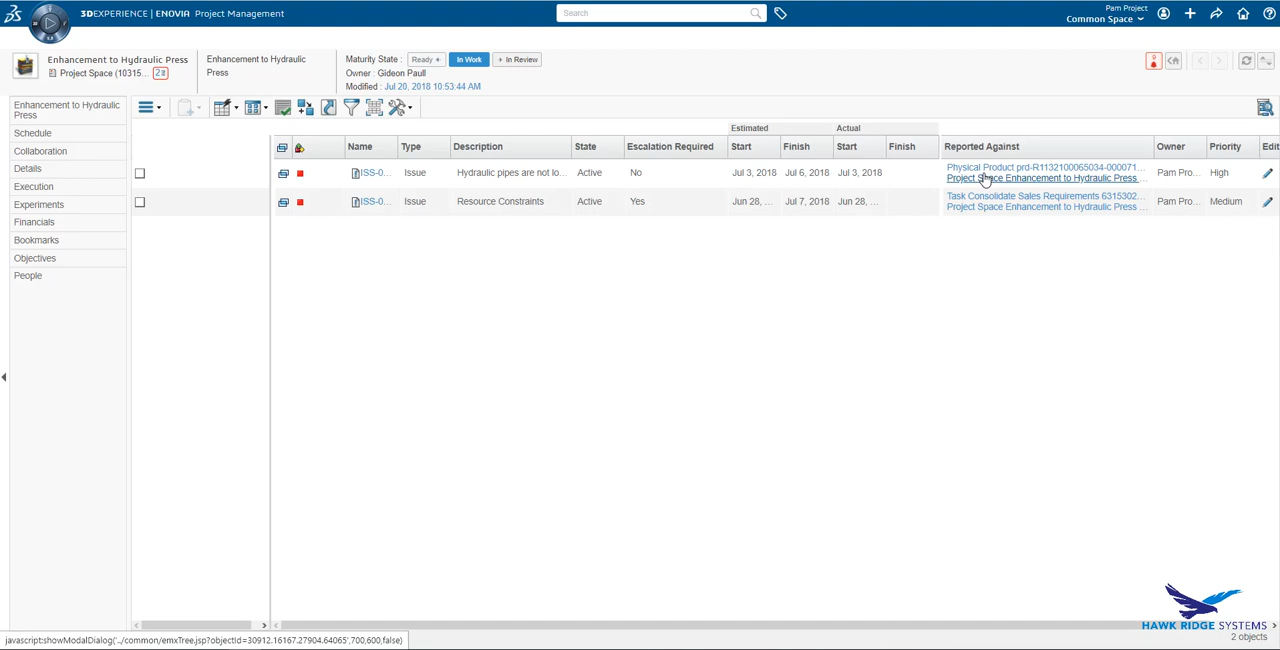 3DEXPERIENCE | ENOVIA Project Management
Search
Pam Project
Common Space
Enhancement to Hydraulic Press
Project Space (10315...
Enhancement to Hydraulic
Press
Maturity State : Ready In Work In Review
Owner : Gideon Paull
Modified : Jul 20, 2018 10:53:44 AM
Enhancement to Hydraulic
Press
Schedule
Collaboration
Details
Execution
Experiments
Financials
Bookmarks
Objectives
People
Estimated Actual
Name Type Description State Escalation Required Start Finish Start Finish Reported Against Owner Priority Edit
ISS-0... Issue Hydraulic pipes are not lo... Active No Jul 3, 2018 Jul 6, 2018 Jul 3, 2018 Physical Product prd-R1132100065034-000071... Pam Pro... High
Project Space Enhancement to Hydraulic Press ...
ISS-0... Issue Resource Constraints Active Yes Jun 28, ... Jul 7, 2018 Jun 28, ... Task Consolidate Sales Requirements 6315302... Pam Pro... Medium
Project Space Enhancement to Hydraulic Press ...
HAWK RIDGE SYSTEMS
2 objects
javascript:showModalDialog('../common/emxTree.jsp?objectId=30912.16167.27904.64065',700,600,false)